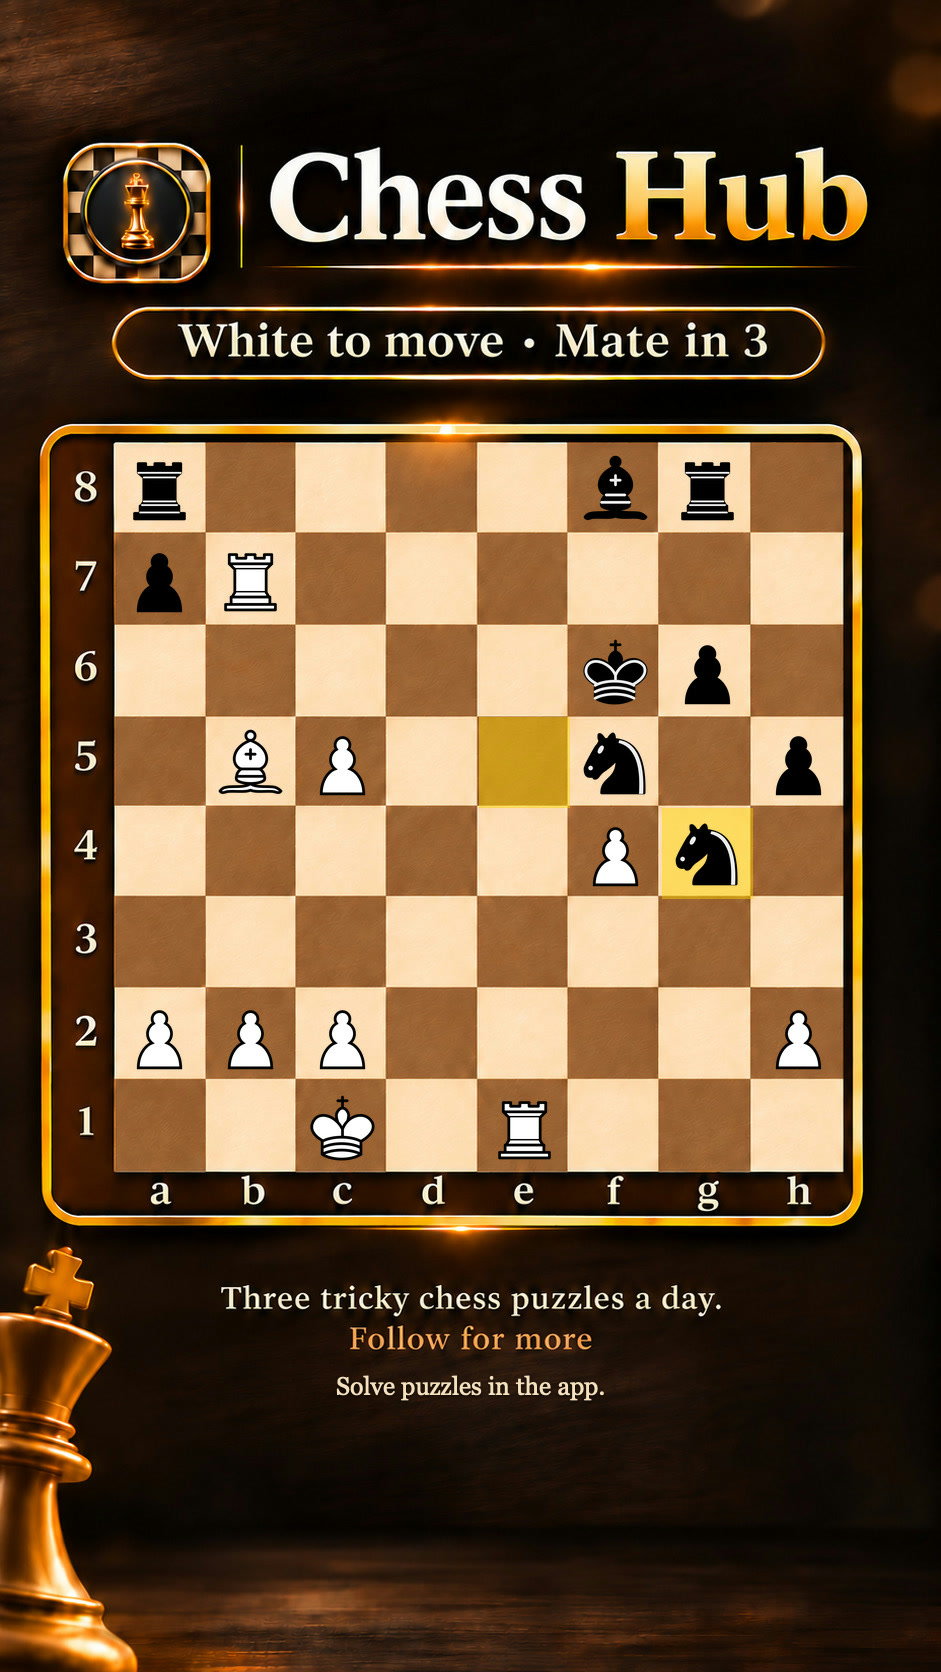 Chess Hub
White to move • Mate in 3
8
7
6
5
4
3
2
1
a b c d e f g h
Three tricky chess puzzles a day.
Follow for more
Solve puzzles in the app.